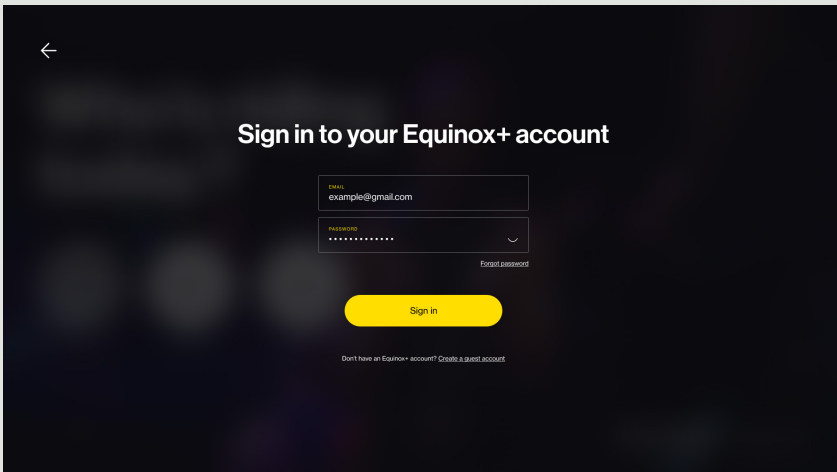 Sign in to your Equinox+ account
EMAIL
example@gmail.com
PASSWORD
Forgot password
Sign in
Don't have an Equinox+ account? Create a guest account